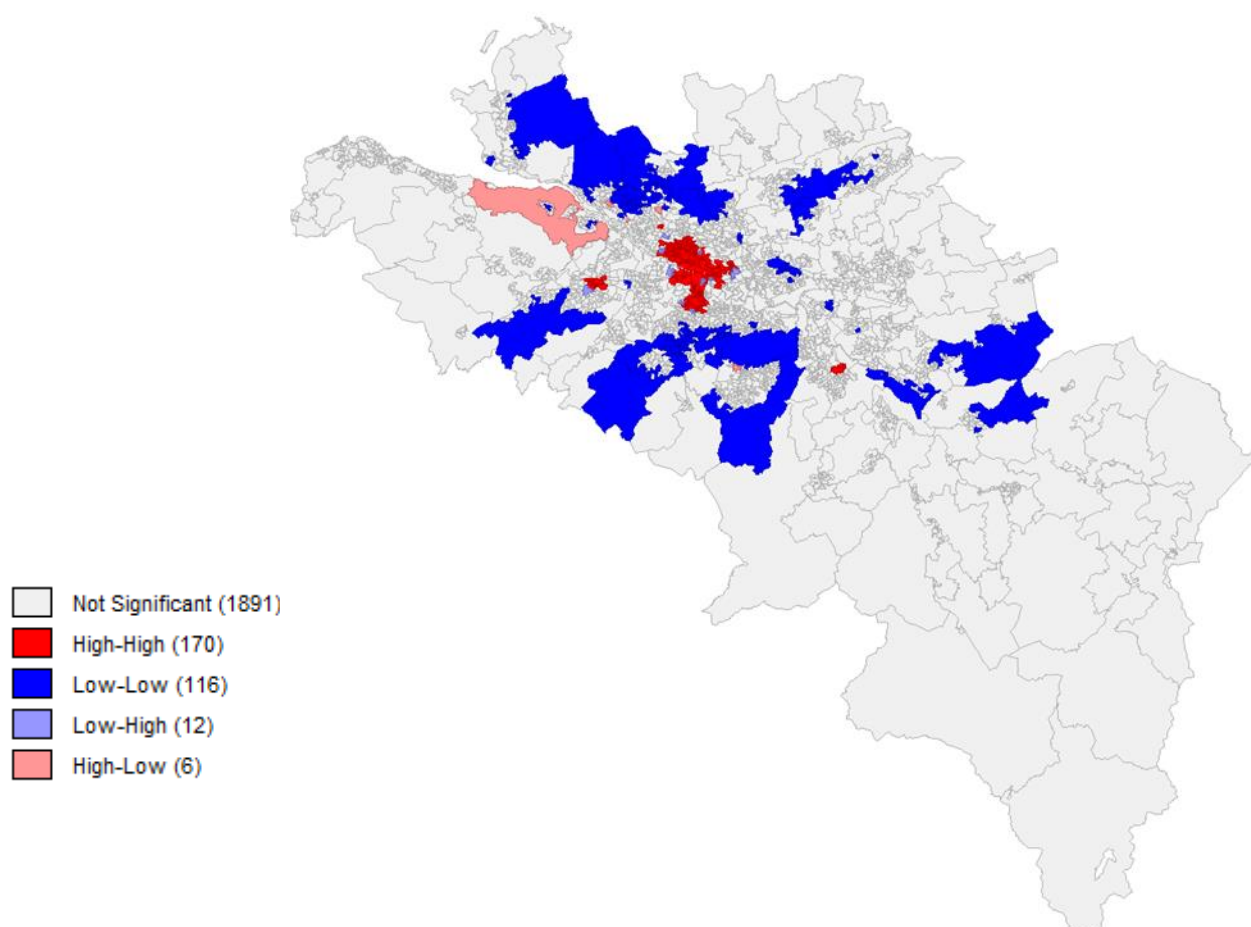 Not Significant (1891)
High-High (170)
Low-Low (116)
Low-High (12)
High-Low (6)